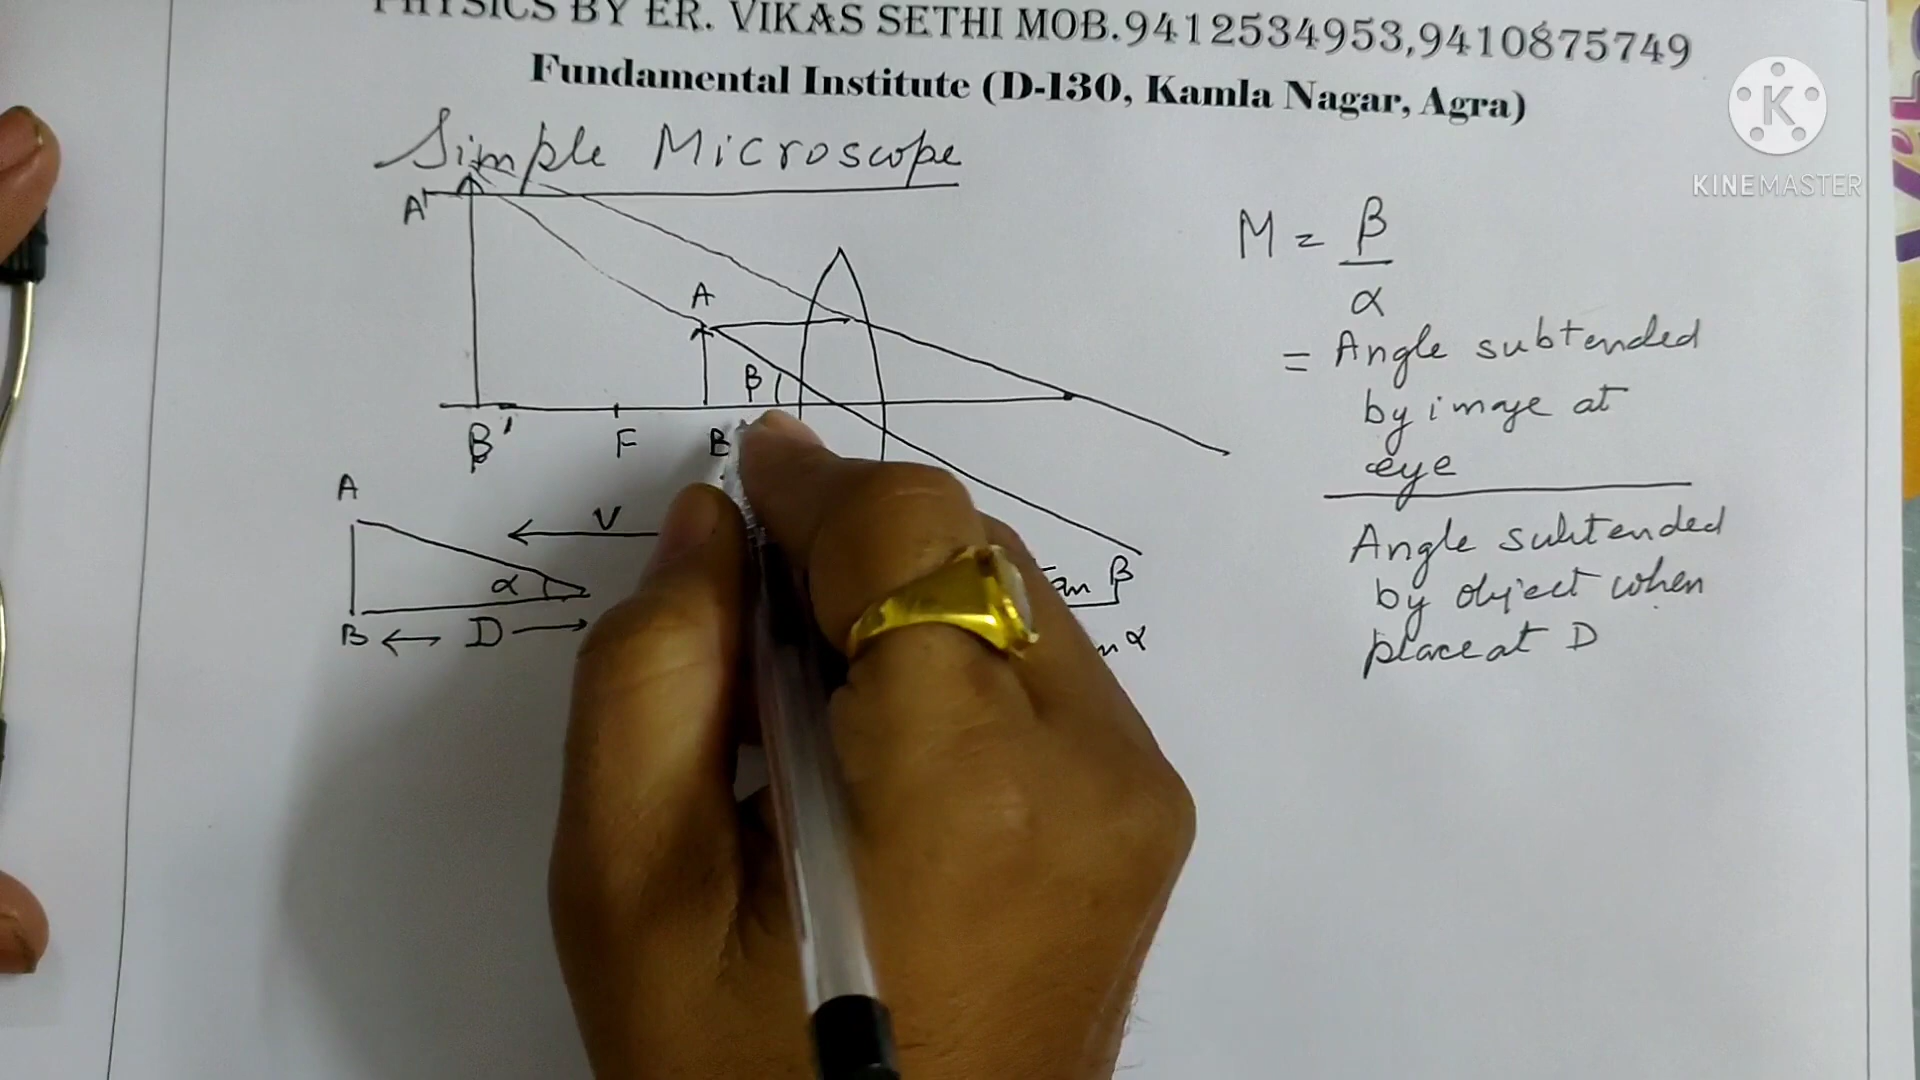 PHYSICS BY ER. VIKAS SETHI MOB.9412534953,9410875749
Fundamental Institute (D-130, Kamla Nagar, Agra)
K
KINEMASTER
Simple Microscope
A'
A
β
B' F B
M = β
α
= Angle subtended
by image at
eye
Angle subtended
by object when
place at D
A
V
α
B D
β
α